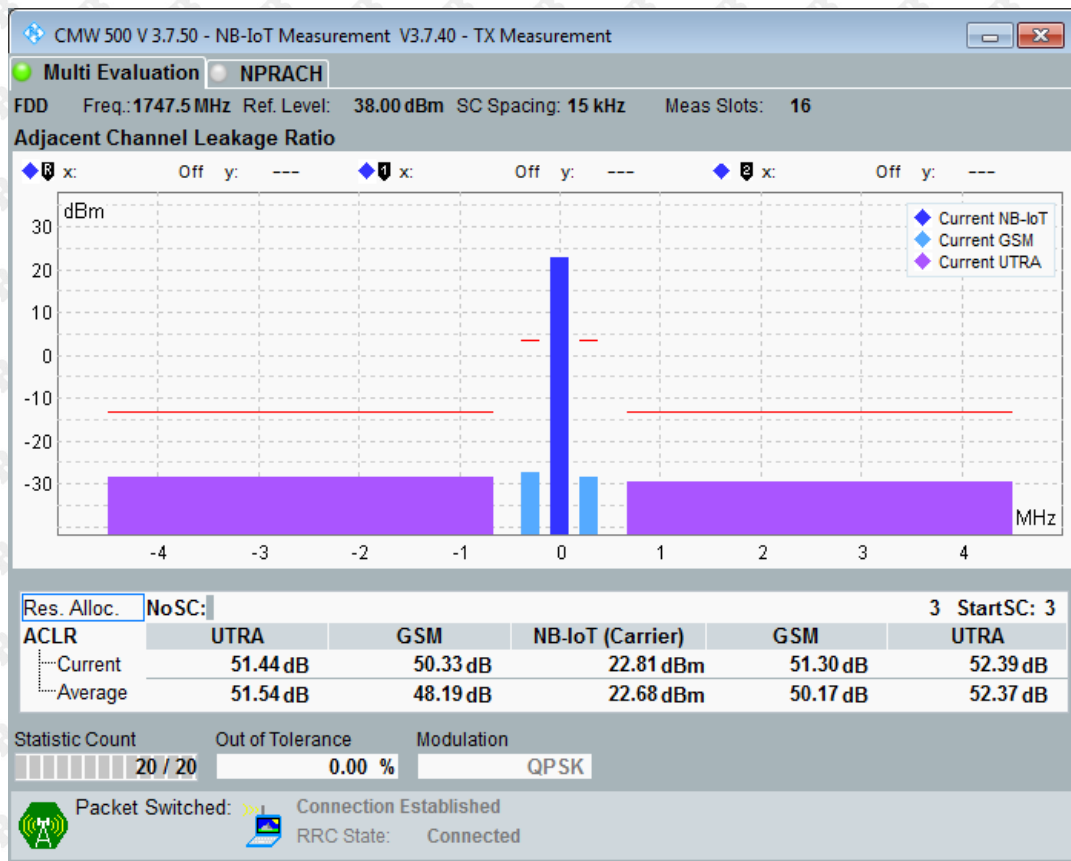 CMW 500 V 3.7.50 - NB-IoT Measurement V3.7.40 - TX Measurement
Multi Evaluation NPRACH
FDD Freq.:1747.5 MHz Ref. Level: 38.00 dBm SC Spacing: 15 kHz Meas Slots: 16
Adjacent Channel Leakage Ratio
R x: Off y: --- 1 x: Off y: --- 2 x: Off y: ---
dBm
Current NB-IoT
Current GSM
Current UTRA
30
20
10
0
-10
-20
-30
MHz
-4 -3 -2 -1 0 1 2 3 4
Res. Alloc. NoSC: 3 StartSC: 3
ACLR UTRA GSM NB-IoT (Carrier) GSM UTRA
Current 51.44 dB 50.33 dB 22.81 dBm 51.30 dB 52.39 dB
Average 51.54 dB 48.19 dB 22.68 dBm 50.17 dB 52.37 dB
Statistic Count Out of Tolerance Modulation
20 / 20 0.00 % QPSK
Packet Switched: Connection Established
RRC State: Connected